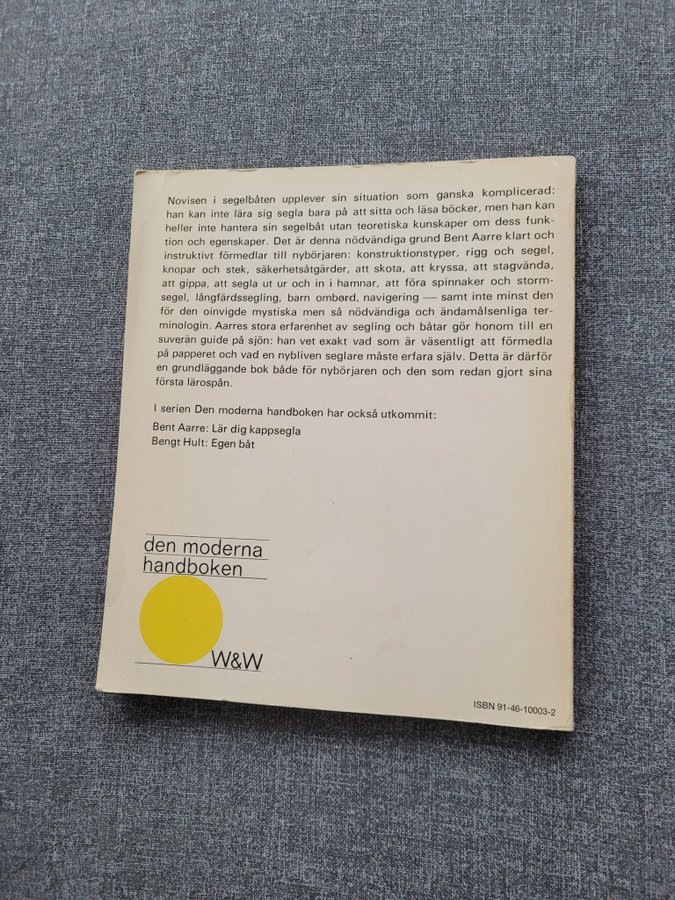 Novisen i segelbåten upplever sin situation som ganska komplicerad:
han kan inte lära sig segla bara på att sitta och läsa böcker, men han kan
heller inte hantera sin segelbåt utan teoretiska kunskaper om dess funk-
tion och egenskaper. Det är denna nödvändiga grund Bent Aarre klart och
instruktivt förmedlar till nybörjaren: konstruktionstyper, rigg och segel,
knopar och stek, säkerhetsåtgärder, att skota, att kryssa, att stagvända,
att gippa, att segla ut ur och in i hamnar, att föra spinnaker och storm-
segel, långfärdssegling, barn ombord, navigering — samt inte minst den
för den oinvigde mystiska men så nödvändiga och ändamålsenliga ter-
minologin. Aarres stora erfarenhet av segling och båtar gör honom till en
suverän guide på sjön: han vet exakt vad som är väsentligt att förmedla
på papperet och vad en nybliven seglare måste erfara själv. Detta är därför
en grundläggande bok både för nybörjaren och den som redan gjort sina
första lärospån.
I serien Den moderna handboken har också utkommit:
Bent Aarre: Lär dig kappsegla
Bengt Hult: Egen båt
den moderna
handboken
W&W
ISBN 91-46-10003-2